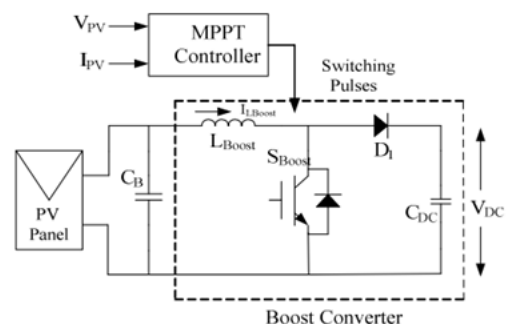 V_PV
I_PV
MPPT
Controller
Switching
Pulses
I_LBoost
L_Boost
D_1
S_Boost
C_B
PV
Panel
C_DC
V_DC
Boost Converter